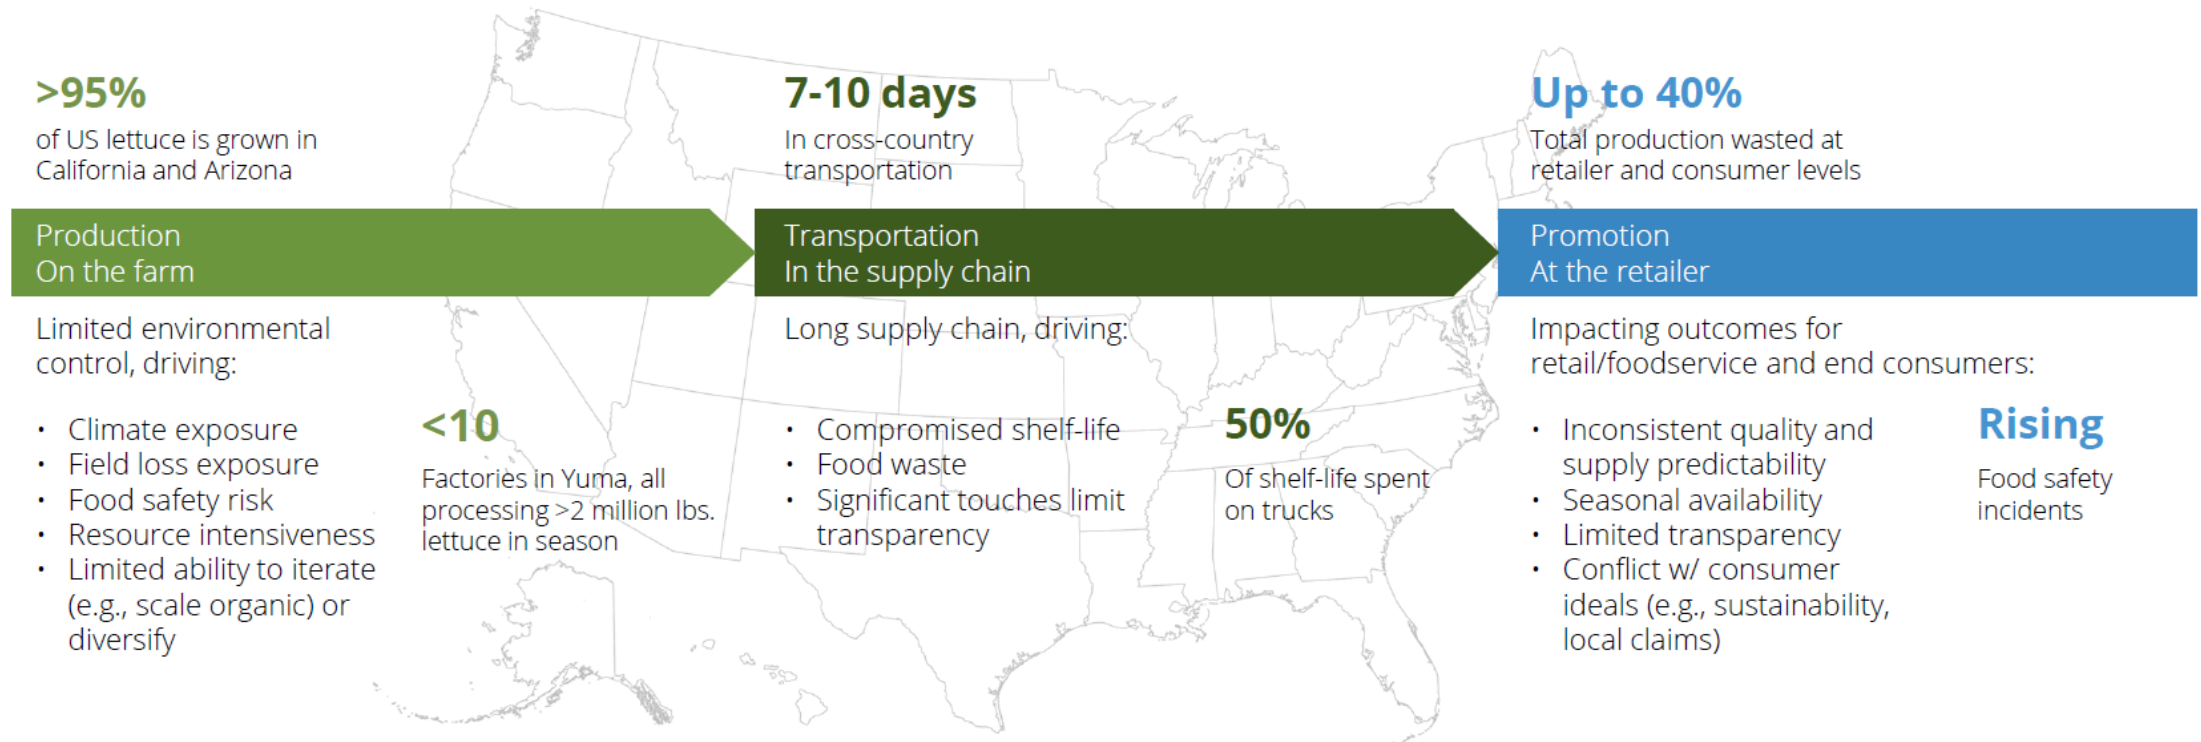 >95%
of US lettuce is grown in
California and Arizona
Production
On the farm
Limited environmental
control, driving:
• Climate exposure
• Field loss exposure
• Food safety risk
• Resource intensiveness
• Limited ability to iterate
(e.g., scale organic) or
diversify
<10
Factories in Yuma, all
processing >2 million lbs.
lettuce in season
7-10 days
In cross-country
transportation
Transportation
In the supply chain
Long supply chain, driving:
• Compromised shelf-life
• Food waste
• Significant touches limit
transparency
50%
Of shelf-life spent
on trucks
Up to 40%
Total production wasted at
retailer and consumer levels
Promotion
At the retailer
Impacting outcomes for
retail/foodservice and end consumers:
• Inconsistent quality and
supply predictability
• Seasonal availability
• Limited transparency
• Conflict w/ consumer
ideals (e.g., sustainability,
local claims)
Rising
Food safety
incidents